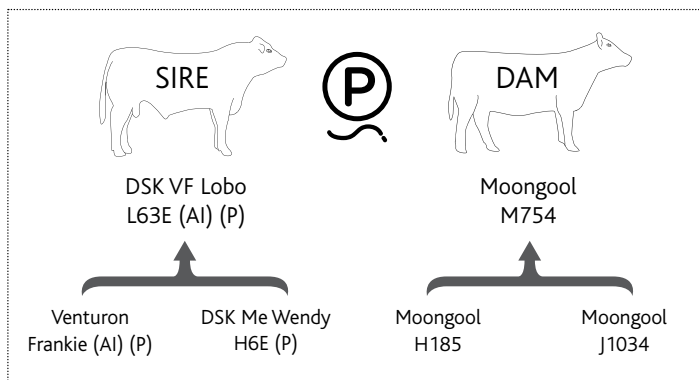 SIRE
P
DAM
DSK VF Lobo
L63E (AI) (P)
Moongool
M754
Venturon
Frankie (AI) (P)
DSK Me Wendy
H6E (P)
Moongool
H185
Moongool
J1034